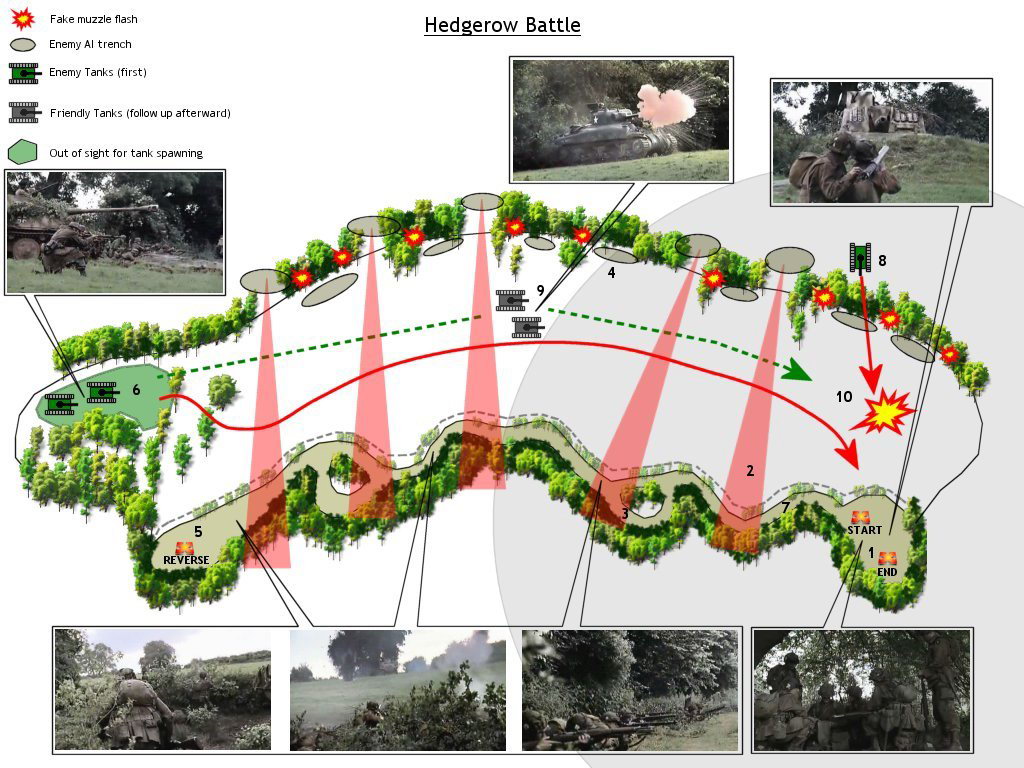 Hedgerow Battle
Fake muzzle flash
Enemy AI trench
Enemy Tanks (first)
Friendly Tanks (follow up afterward)
Out of sight for tank spawning
8
4
9
6
10
2
3
7
5
REVERSE
START
1
END